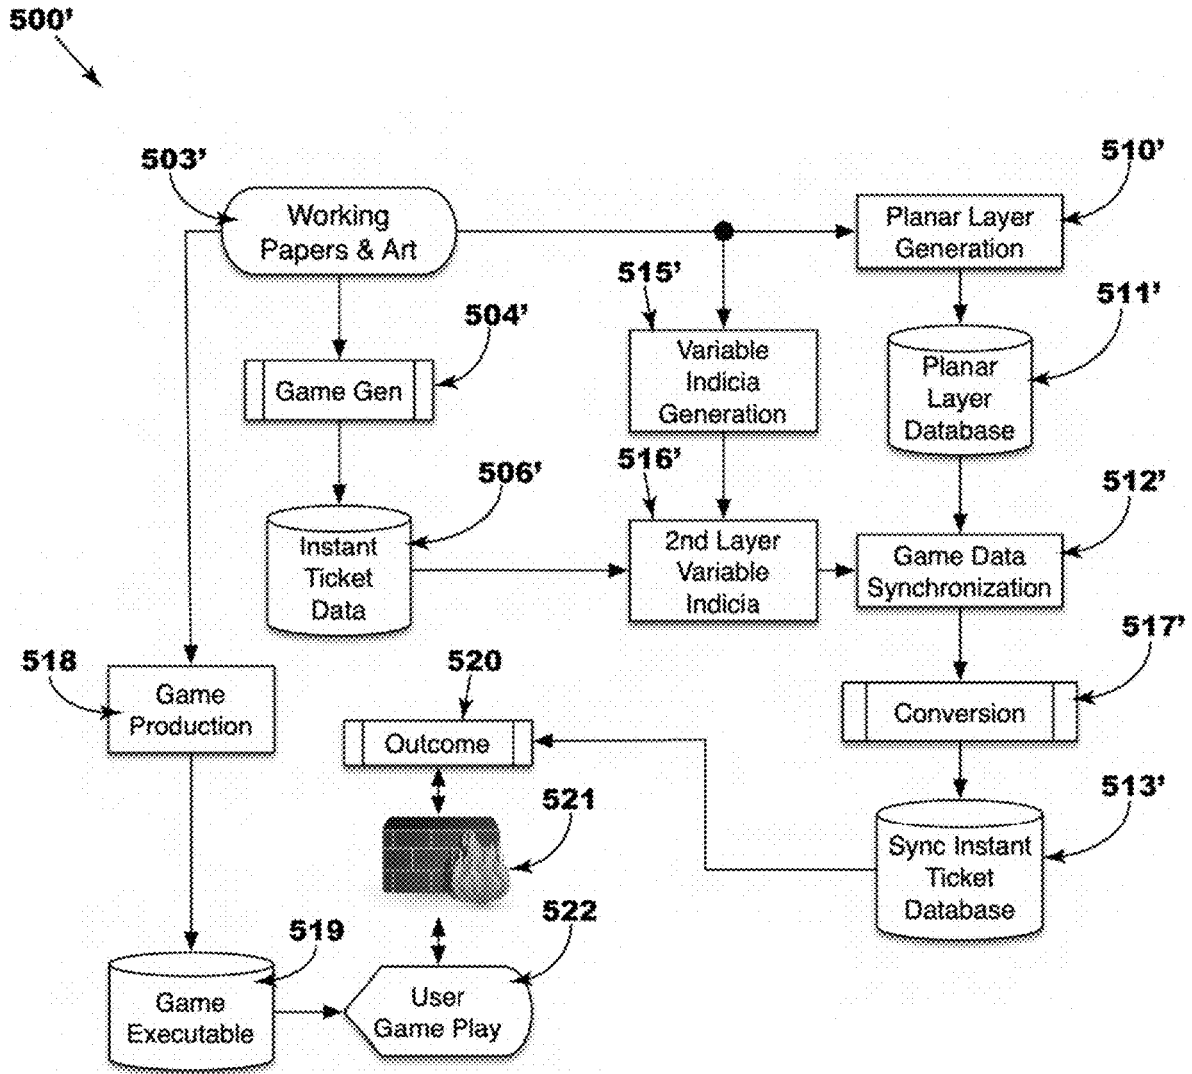 500’
503’
510’
Working
Papers & Art
Planar Layer
Generation
515’
511’
504’
Variable
Indicia
Generation
Planar
Layer
Database
Game Gen
516’
506’
512’
Instant
Ticket
Data
2nd Layer
Variable
Indicia
Game Data
Synchronization
517’
518
520
Game
Production
Outcome
Conversion
521
513’
Sync Instant
Ticket
Database
522
519
Game
Executable
User
Game Play